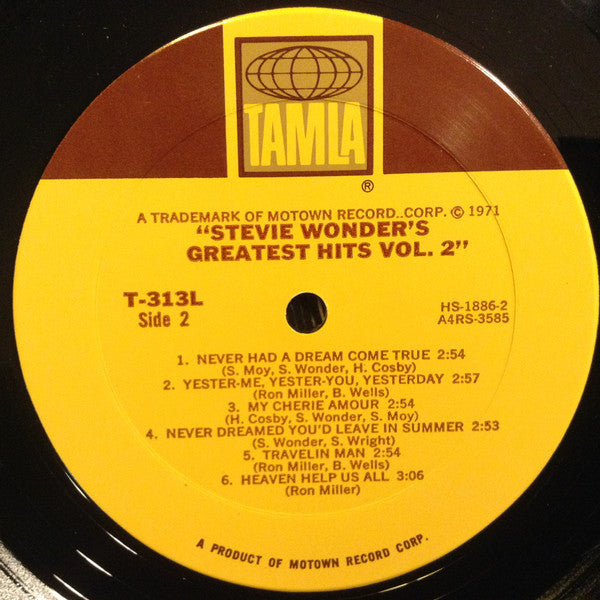 TAMLA
®
A TRADEMARK OF MOTOWN RECORD..CORP. © 1971
“STEVIE WONDER'S
GREATEST HITS VOL. 2”
T-313L
Side 2
HS-1886-2
A4RS-3585
1. NEVER HAD A DREAM COME TRUE 2:54
(S. Moy, S. Wonder, H. Cosby)
2. YESTER-ME, YESTER-YOU, YESTERDAY 2:57
(Ron Miller, B. Wells)
3. MY CHERIE AMOUR 2:54
(H. Cosby, S. Wonder, S. Moy)
4. NEVER DREAMED YOU'D LEAVE IN SUMMER 2:53
(S. Wonder, S. Wright)
5. TRAVELIN MAN 2:54
(Ron Miller, B. Wells)
6. HEAVEN HELP US ALL 3:06
(Ron Miller)
A PRODUCT OF MOTOWN RECORD CORP.